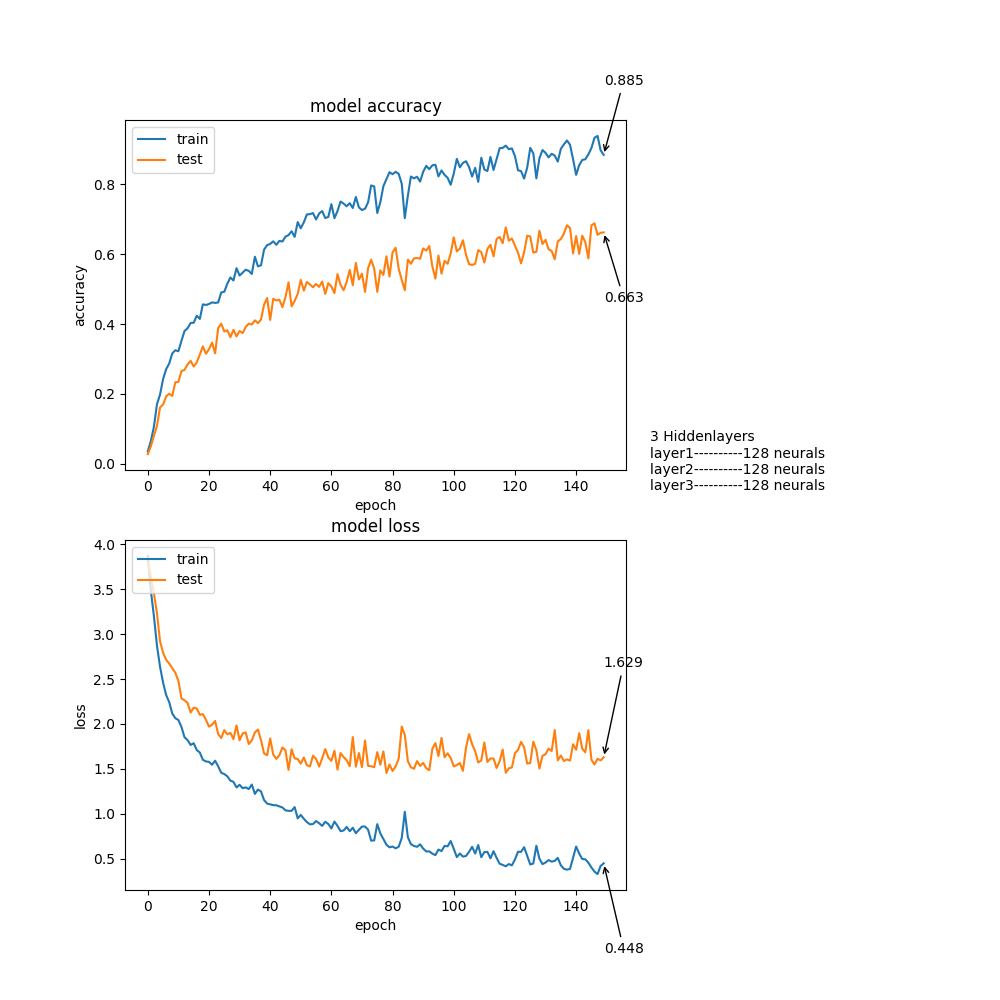 0.885
model accuracy
train
test
0.8
0.6
0.4
0.2
0.0
accuracy
0 20 40 60 80 100 120 140
epoch
0.663
3 Hiddenlayers
layer1----------128 neurals
layer2----------128 neurals
layer3----------128 neurals
model loss
train
test
4.0
3.5
3.0
2.5
2.0
1.5
1.0
0.5
loss
0 20 40 60 80 100 120 140
epoch
1.629
0.448